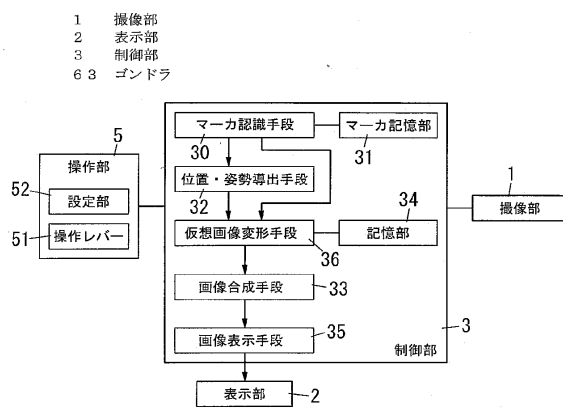 1 撮像部
2 表示部
3 制御部
63 ゴンドラ
マーカ認識手段
30
マーカ記憶部
31
5
操作部
52
設定部
51
操作レバー
位置・姿勢導出手段
32
仮想画像変形手段
36
34
記憶部
1
撮像部
画像合成手段
33
画像表示手段
35
3
制御部
表示部
2